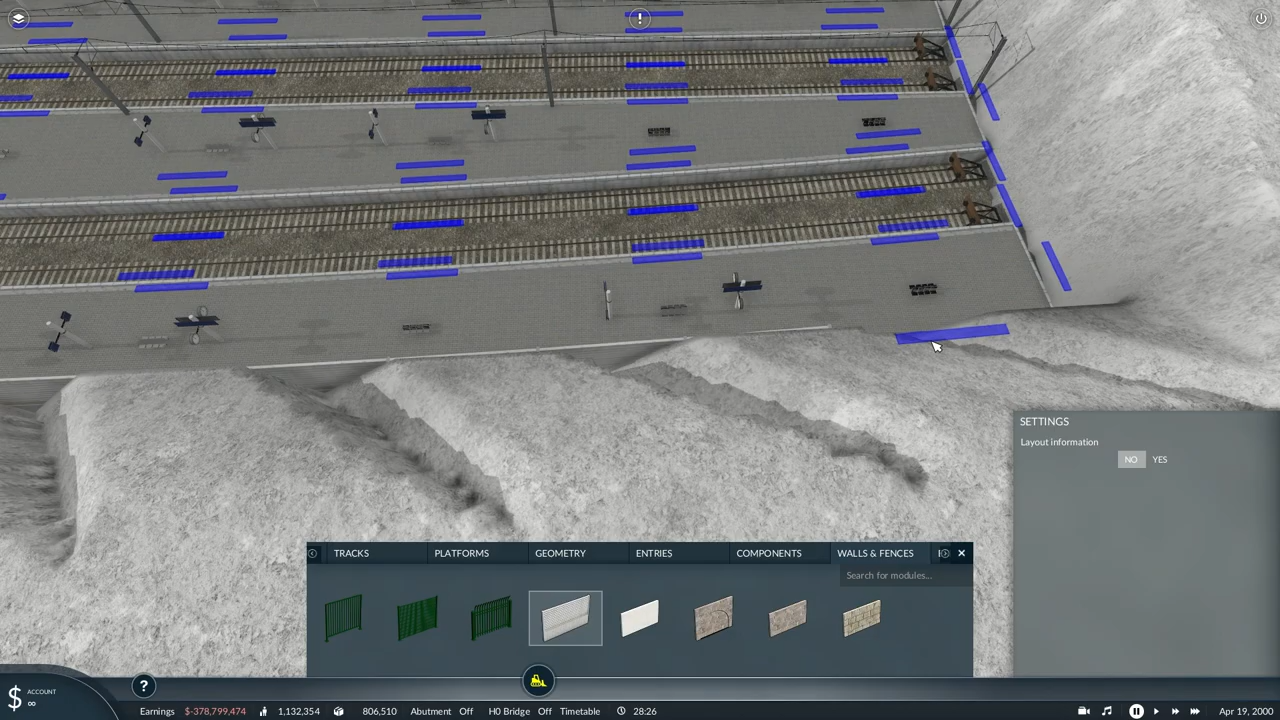 !
SETTINGS
Layout information
NO YES
TRACKS PLATFORMS GEOMETRY ENTRIES COMPONENTS WALLS & FENCES
Search for modules...
$ ACCOUNT
∞
?
Earnings $-378,799,474 1,132,354 806,510 Abutment Off H0 Bridge Off Timetable 28:26 Apr 19, 2000